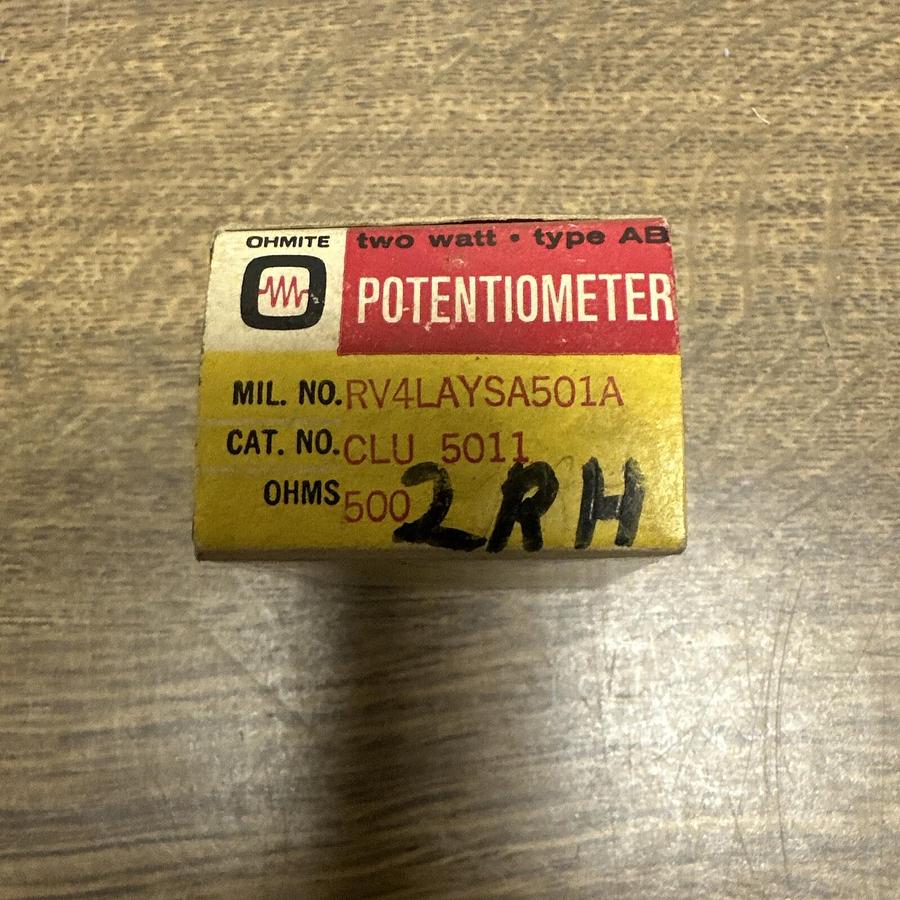 OHMITE
two watt • type AB
POTENTIOMETER
MIL. NO. RV4LAYSA501A
CAT. NO. CLU 5011
OHMS 500
2RH